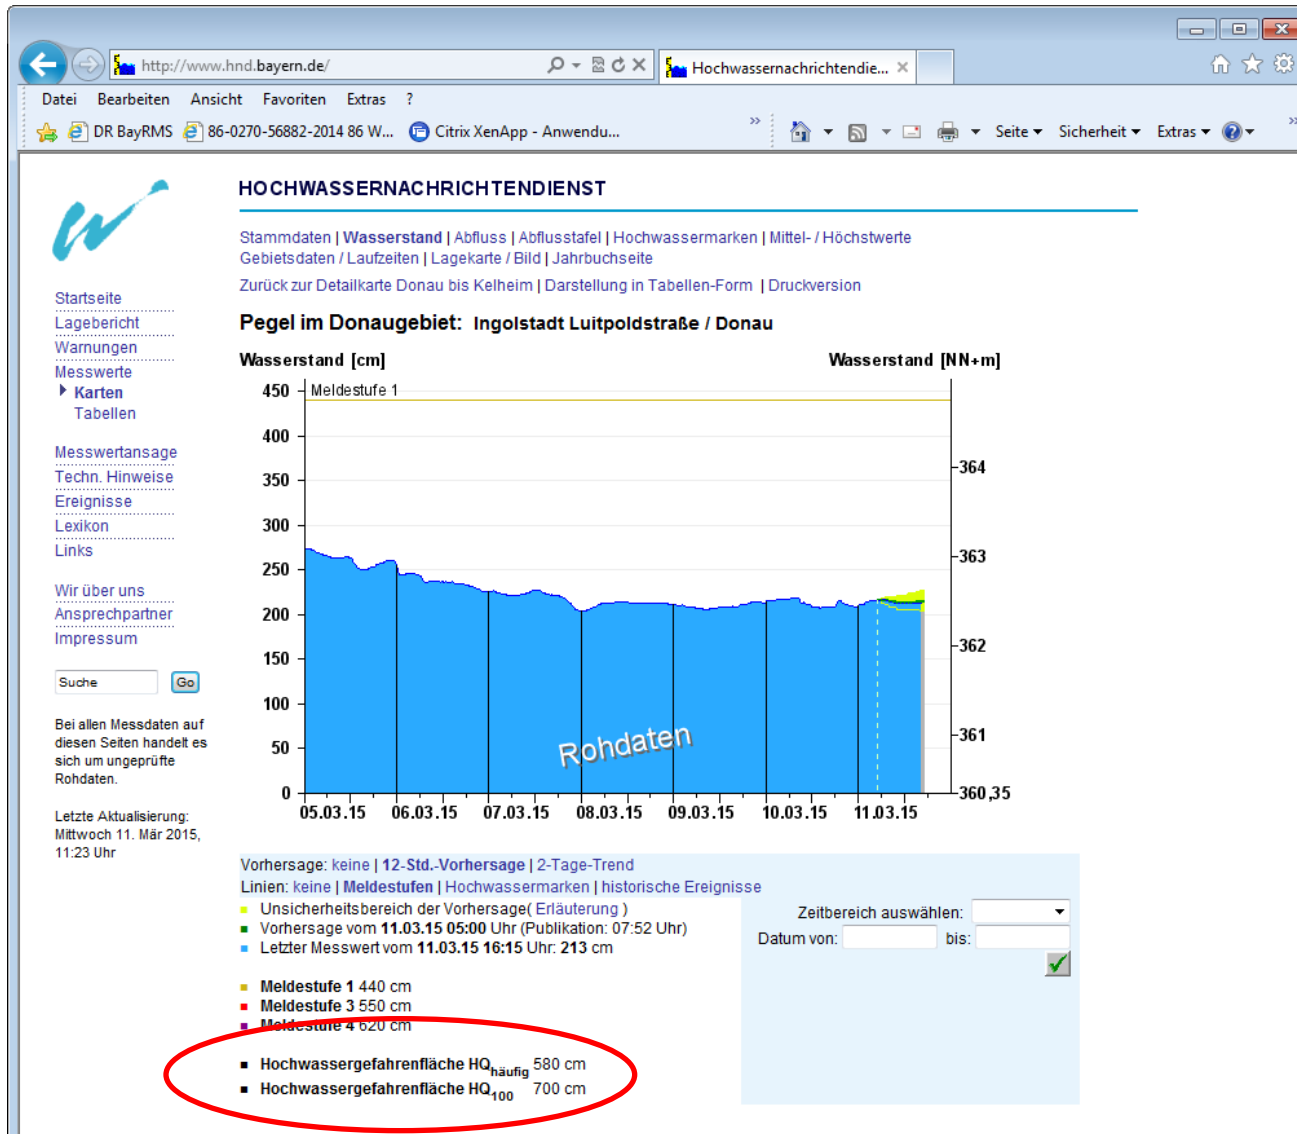 http://www.hnd.bayern.de/
Hochwassernachrichtendie...
Datei Bearbeiten Ansicht Favoriten Extras ?
DR BayRMS 86-0270-56882-2014 86 W... Citrix XenApp - Anwendu... Seite Sicherheit Extras
HOCHWASSERNACHRICHTENDIENST
Stammdaten | Wasserstand | Abfluss | Abflusstafel | Hochwassermarken | Mittel- / Höchstwerte
Gebietsdaten / Laufzeiten | Lagekarte / Bild | Jahrbuchseite
Zurück zur Detailkarte Donau bis Kelheim | Darstellung in Tabellen-Form | Druckversion
Startseite
Lagebericht
Warnungen
Messwerte
Karten
Tabellen
Messwertansage
Techn. Hinweise
Ereignisse
Lexikon
Links
Wir über uns
Ansprechpartner
Impressum
Suche Go
Bei allen Messdaten auf
diesen Seiten handelt es
sich um ungeprüfte
Rohdaten.
Letzte Aktualisierung:
Mittwoch 11. Mär 2015,
11:23 Uhr
Pegel im Donaugebiet: Ingolstadt Luitpoldstraße / Donau
Wasserstand [cm] Wasserstand [NN+m]
450 Meldestufe 1
400
364
350
300
363
250
200
362
150
100
361
50
Rohdaten
0 360,35
05.03.15 06.03.15 07.03.15 08.03.15 09.03.15 10.03.15 11.03.15
Vorhersage: keine | 12-Std.-Vorhersage | 2-Tage-Trend
Linien: keine | Meldestufen | Hochwassermarken | historische Ereignisse
Unsicherheitsbereich der Vorhersage( Erläuterung )
Vorhersage vom 11.03.15 05:00 Uhr (Publikation: 07:52 Uhr)
Letzter Messwert vom 11.03.15 16:15 Uhr: 213 cm
Zeitbereich auswählen:
Datum von: bis:
Meldestufe 1 440 cm
Meldestufe 3 550 cm
Meldestufe 4 620 cm
Hochwassergefahrenfläche HQhäufig 580 cm
Hochwassergefahrenfläche HQ100 700 cm